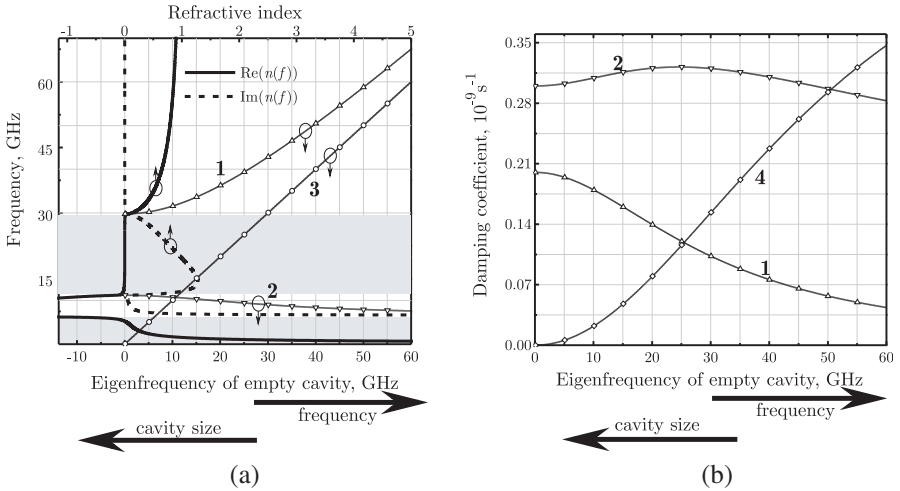 Refractive index
-1 0 1 2 3 4 5
Re(n(f))
Im(n(f))
Frequency, GHz
60
45
30
15
1
3
2
-10 0 10 20 30 40 50 60
Eigenfrequency of empty cavity, GHz
frequency
cavity size
(a)
Damping coefficient, 10⁻⁹ s⁻¹
0.35
0.28
0.21
0.14
0.07
0.00
2
4
1
0 10 20 30 40 50 60
Eigenfrequency of empty cavity, GHz
frequency
cavity size
(b)